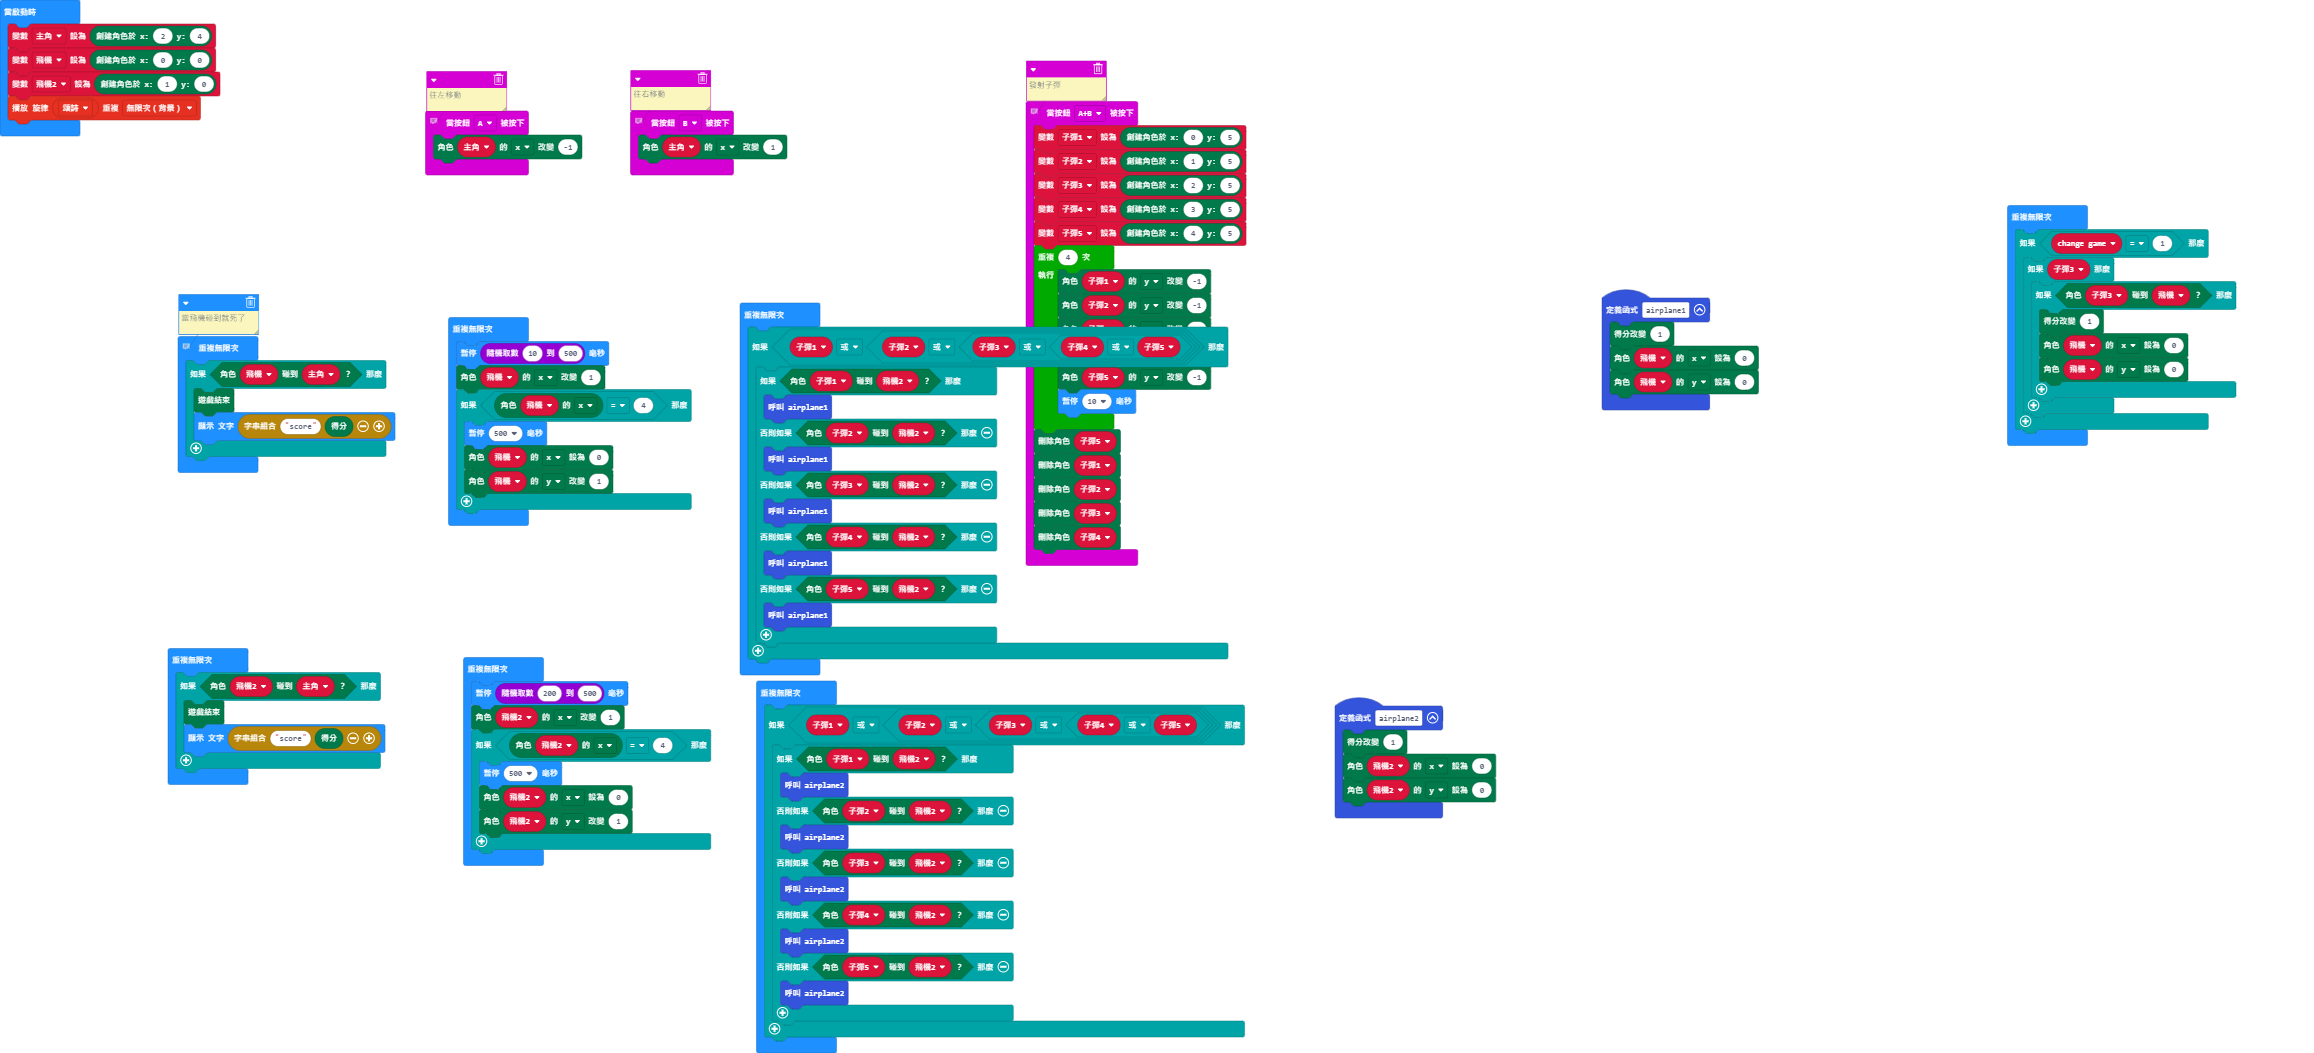 當啟動時
變數 主角 設為 創建角色於 x: 2 y: 4
變數 飛機 設為 創建角色於 x: 0 y: 0
變數 飛機2 設為 創建角色於 x: 1 y: 0
播放 旋律 頌詩 重複 無限次(背景)
往左移動
當按鈕 A 被按下
角色 主角 的 x 改變 -1
往右移動
當按鈕 B 被按下
角色 主角 的 x 改變 1
發射子彈
當按鈕 A+B 被按下
變數 子彈1 設為 創建角色於 x: 0 y: 5
變數 子彈2 設為 創建角色於 x: 1 y: 5
變數 子彈3 設為 創建角色於 x: 2 y: 5
變數 子彈4 設為 創建角色於 x: 3 y: 5
變數 子彈5 設為 創建角色於 x: 4 y: 5
重複 4 次
執行
角色 子彈1 的 y 改變 -1
角色 子彈2 的 y 改變 -1
角色 子彈5 的 y 改變 -1
暫停 10 毫秒
刪除角色 子彈5
刪除角色 子彈1
刪除角色 子彈2
刪除角色 子彈3
刪除角色 子彈4
重複無限次
如果 change game = 1 那麼
如果 子彈3 那麼
如果 角色 子彈3 碰到 飛機 ? 那麼
得分改變 1
角色 飛機 的 x 設為 0
角色 飛機 的 y 設為 0
當飛機碰到就死了
重複無限次
如果 角色 飛機 碰到 主角 ? 那麼
遊戲結束
顯示 文字 字串組合 "score" 得分
重複無限次
暫停 隨機取數 10 到 500 毫秒
角色 飛機 的 x 改變 1
如果 角色 飛機 的 x = 4 那麼
暫停 500 毫秒
角色 飛機 的 x 設為 0
角色 飛機 的 y 改變 1
重複無限次
如果 子彈1 或 子彈2 或 子彈3 或 子彈4 或 子彈5 那麼
如果 角色 子彈1 碰到 飛機2 ? 那麼
呼叫 airplane1
否則如果 角色 子彈2 碰到 飛機2 ? 那麼
呼叫 airplane1
否則如果 角色 子彈3 碰到 飛機2 ? 那麼
呼叫 airplane1
否則如果 角色 子彈4 碰到 飛機2 ? 那麼
呼叫 airplane1
否則如果 角色 子彈5 碰到 飛機2 ? 那麼
呼叫 airplane1
定義函式 airplane1
得分改變 1
角色 飛機 的 x 設為 0
角色 飛機 的 y 設為 0
重複無限次
如果 角色 飛機2 碰到 主角 ? 那麼
遊戲結束
顯示 文字 字串組合 "score" 得分
重複無限次
暫停 隨機取數 200 到 500 毫秒
角色 飛機2 的 x 改變 1
如果 角色 飛機2 的 x = 4 那麼
暫停 500 毫秒
角色 飛機2 的 x 設為 0
角色 飛機2 的 y 改變 1
重複無限次
如果 子彈1 或 子彈2 或 子彈3 或 子彈4 或 子彈5 那麼
如果 角色 子彈1 碰到 飛機2 ? 那麼
呼叫 airplane2
否則如果 角色 子彈2 碰到 飛機2 ? 那麼
呼叫 airplane2
否則如果 角色 子彈3 碰到 飛機2 ? 那麼
呼叫 airplane2
否則如果 角色 子彈4 碰到 飛機2 ? 那麼
呼叫 airplane2
否則如果 角色 子彈5 碰到 飛機2 ? 那麼
呼叫 airplane2
定義函式 airplane2
得分改變 1
角色 飛機2 的 x 設為 0
角色 飛機2 的 y 設為 0